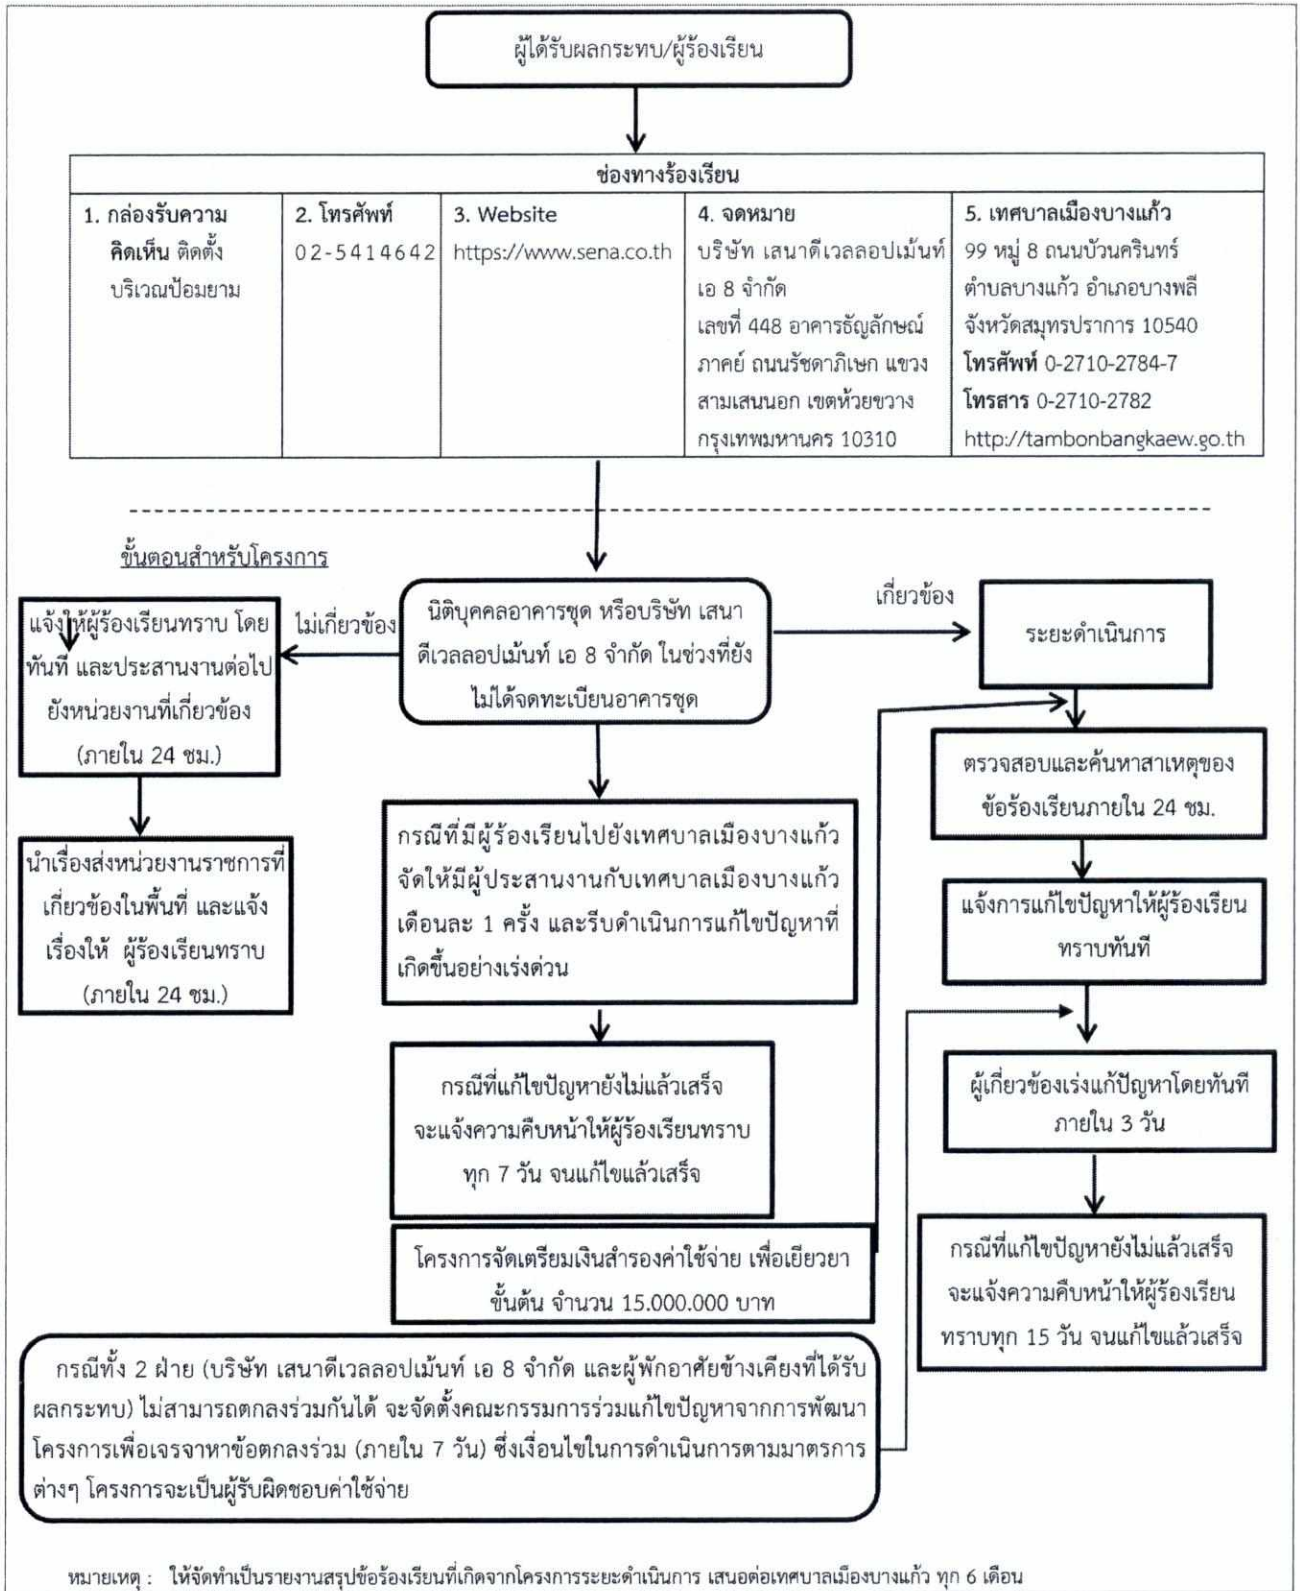 ผู้ได้รับผลกระทบ/ผู้ร้องเรียน
ช่องทางร้องเรียน
1. กล่องรับความ
คิดเห็น ติดตั้ง
บริเวณป้อมยาม
2. โทรศัพท์
02-5414642
3. Website
https://www.sena.co.th
4. จดหมาย
บริษัท เสนาดีเวลลอปเม้นท์
เอ 8 จำกัด
เลขที่ 448 อาคารธัญลักษณ์
ภาคย์ ถนนรัชดาภิเษก แขวง
สามเสนนอก เขตห้วยขวาง
กรุงเทพมหานคร 10310
5. เทศบาลเมืองบางแก้ว
99 หมู่ 8 ถนนบัวนครินทร์
ตำบลบางแก้ว อำเภอบางพลี
จังหวัดสมุทรปราการ 10540
โทรศัพท์ 0-2710-2784-7
โทรสาร 0-2710-2782
http://tambonbangkaew.go.th
ขั้นตอนสำหรับโครงการ
แจ้งให้ผู้ร้องเรียนทราบ โดย
ทันที และประสานงานต่อไป
ยังหน่วยงานที่เกี่ยวข้อง
(ภายใน 24 ชม.)
ไม่เกี่ยวข้อง
นิติบุคคลอาคารชุด หรือบริษัท เสนา
ดีเวลลอปเม้นท์ เอ 8 จำกัด ในช่วงที่ยัง
ไม่ได้จดทะเบียนอาคารชุด
เกี่ยวข้อง
ระยะดำเนินการ
นำเรื่องส่งหน่วยงานราชการที่
เกี่ยวข้องในพื้นที่ และแจ้ง
เรื่องให้ ผู้ร้องเรียนทราบ
(ภายใน 24 ชม.)
กรณีที่มีผู้ร้องเรียนไปยังเทศบาลเมืองบางแก้ว
จัดให้มีผู้ประสานงานกับเทศบาลเมืองบางแก้ว
เดือนละ 1 ครั้ง และรีบดำเนินการแก้ไขปัญหาที่
เกิดขึ้นอย่างเร่งด่วน
ตรวจสอบและค้นหาสาเหตุของ
ข้อร้องเรียนภายใน 24 ชม.
แจ้งการแก้ไขปัญหาให้ผู้ร้องเรียน
ทราบทันที
กรณีที่แก้ไขปัญหายังไม่แล้วเสร็จ
จะแจ้งความคืบหน้าให้ผู้ร้องเรียนทราบ
ทุก 7 วัน จนแก้ไขแล้วเสร็จ
ผู้เกี่ยวข้องเร่งแก้ปัญหาโดยทันที
ภายใน 3 วัน
โครงการจัดเตรียมเงินสำรองค่าใช้จ่าย เพื่อเยียวยา
ขั้นต้น จำนวน 15.000.000 บาท
กรณีที่แก้ไขปัญหายังไม่แล้วเสร็จ
จะแจ้งความคืบหน้าให้ผู้ร้องเรียน
ทราบทุก 15 วัน จนแก้ไขแล้วเสร็จ
กรณีทั้ง 2 ฝ่าย (บริษัท เสนาดีเวลลอปเม้นท์ เอ 8 จำกัด และผู้พักอาศัยข้างเคียงที่ได้รับ
ผลกระทบ) ไม่สามารถตกลงร่วมกันได้ จะจัดตั้งคณะกรรมการร่วมแก้ไขปัญหาจากการพัฒนา
โครงการเพื่อเจรจาหาข้อตกลงร่วม (ภายใน 7 วัน) ซึ่งเงื่อนไขในการดำเนินการตามมาตรการ
ต่างๆ โครงการจะเป็นผู้รับผิดชอบค่าใช้จ่าย
หมายเหตุ : ให้จัดทำเป็นรายงานสรุปข้อร้องเรียนที่เกิดจากโครงการระยะดำเนินการ เสนอต่อเทศบาลเมืองบางแก้ว ทุก 6 เดือน